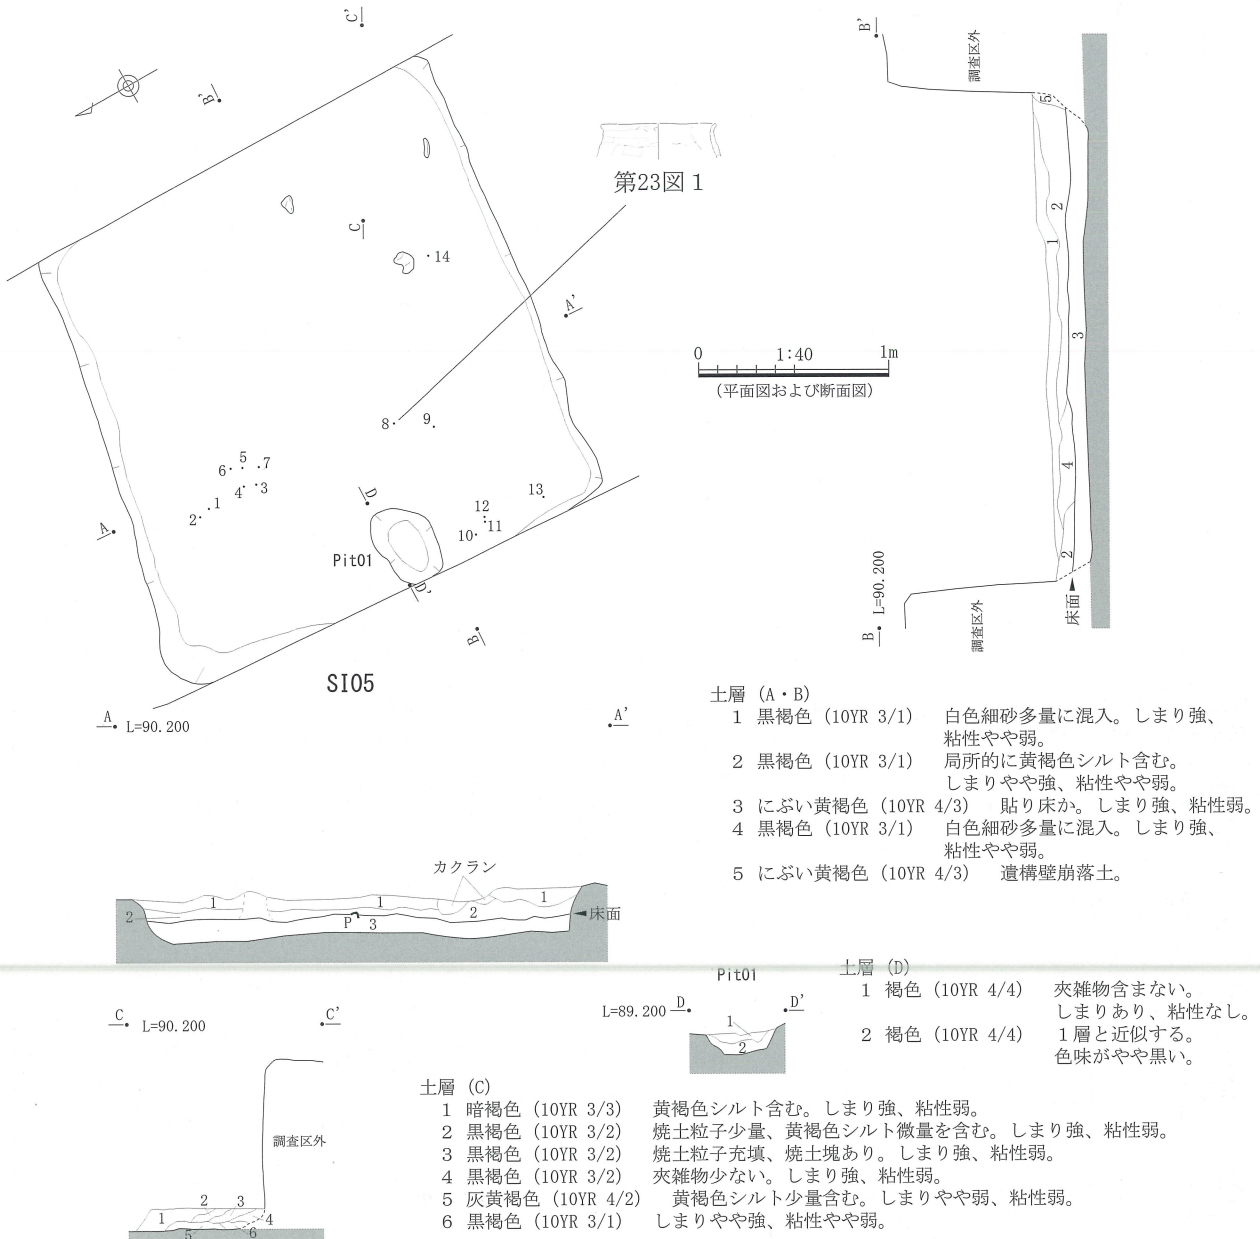 C'
B'
C
第23図 1
14
A'
0 1:40 1m
(平面図および断面図)
8 9
5
6 7
4 3
1
2
D
13
12
11
10
A
Pit01
D'
B
SI05
B'
調査区外
5
2
1
3
4
2
B L=90.200
調査区外
床面
A L=90.200 A'
カクラン
1 1 1
2 2
P 3
床面
土層 (A・B)
1 黒褐色 (10YR 3/1) 白色細砂多量に混入。しまり強、
粘性やや弱。
2 黒褐色 (10YR 3/1) 局所的に黄褐色シルト含む。
しまりやや強、粘性やや弱。
3 にぶい黄褐色 (10YR 4/3) 貼り床か。しまり強、粘性弱。
4 黒褐色 (10YR 3/1) 白色細砂多量に混入。しまり強、
粘性やや弱。
5 にぶい黄褐色 (10YR 4/3) 遺構壁崩落土。
Pit01
L=89.200 D D'
1
2
土層 (D)
1 褐色 (10YR 4/4) 夾雑物含まない。
しまりあり、粘性なし。
2 褐色 (10YR 4/4) 1層と近似する。
色味がやや黒い。
C L=90.200 C'
調査区外
2 3
1 4
5 6
土層 (C)
1 暗褐色 (10YR 3/3) 黄褐色シルト含む。しまり強、粘性弱。
2 黒褐色 (10YR 3/2) 焼土粒子少量、黄褐色シルト微量を含む。しまり強、粘性弱。
3 黒褐色 (10YR 3/2) 焼土粒子充填、焼土塊あり。しまり強、粘性弱。
4 黒褐色 (10YR 3/2) 夾雑物少ない。しまり強、粘性弱。
5 灰黄褐色 (10YR 4/2) 黄褐色シルト少量含む。しまりやや弱、粘性弱。
6 黒褐色 (10YR 3/1) しまりやや強、粘性やや弱。